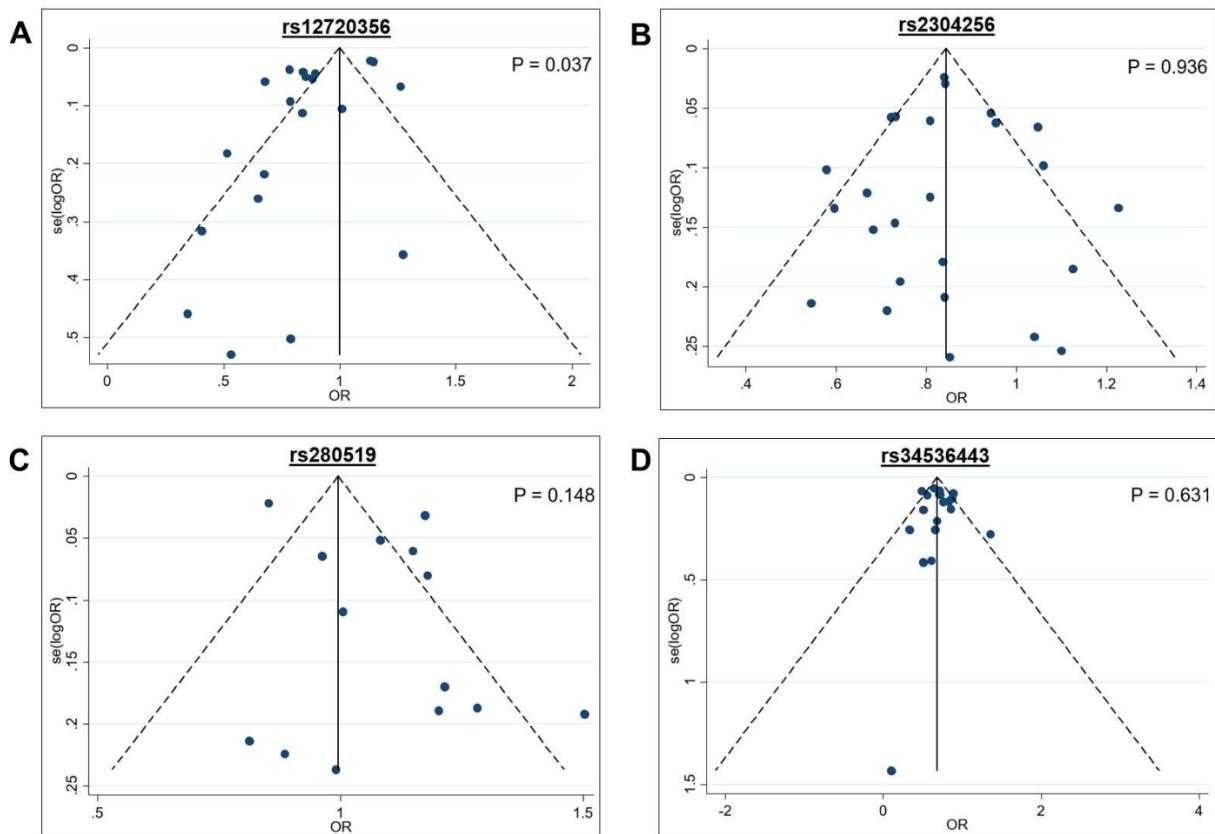 A
rs12720356
P = 0.037
0
.1
.2
.3
.4
.5
se(logOR)
0
.5
1
1.5
2
OR
B
rs2304256
P = 0.936
0
.05
.1
.15
.2
.25
se(logOR)
.4
.6
.8
1
1.2
1.4
OR
C
rs280519
P = 0.148
0
.05
.1
.15
.2
.25
se(logOR)
.5
1
1.5
OR
D
rs34536443
P = 0.631
0
.5
1
1.5
se(logOR)
-2
0
2
4
OR